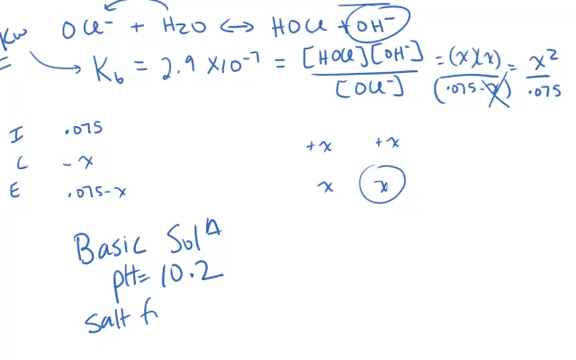 Kw
OCl⁻ + H2O ⟷ HOCl + OH⁻
Kb = 2.9 ×10⁻⁷ = [HOCl][OH⁻] / [OCl⁻] = (x)(x) / (.075-x) = x² / .075
I .075
C -x +x +x
E .075-x x x
Basic Solⁿ
pH= 10.2
Salt f